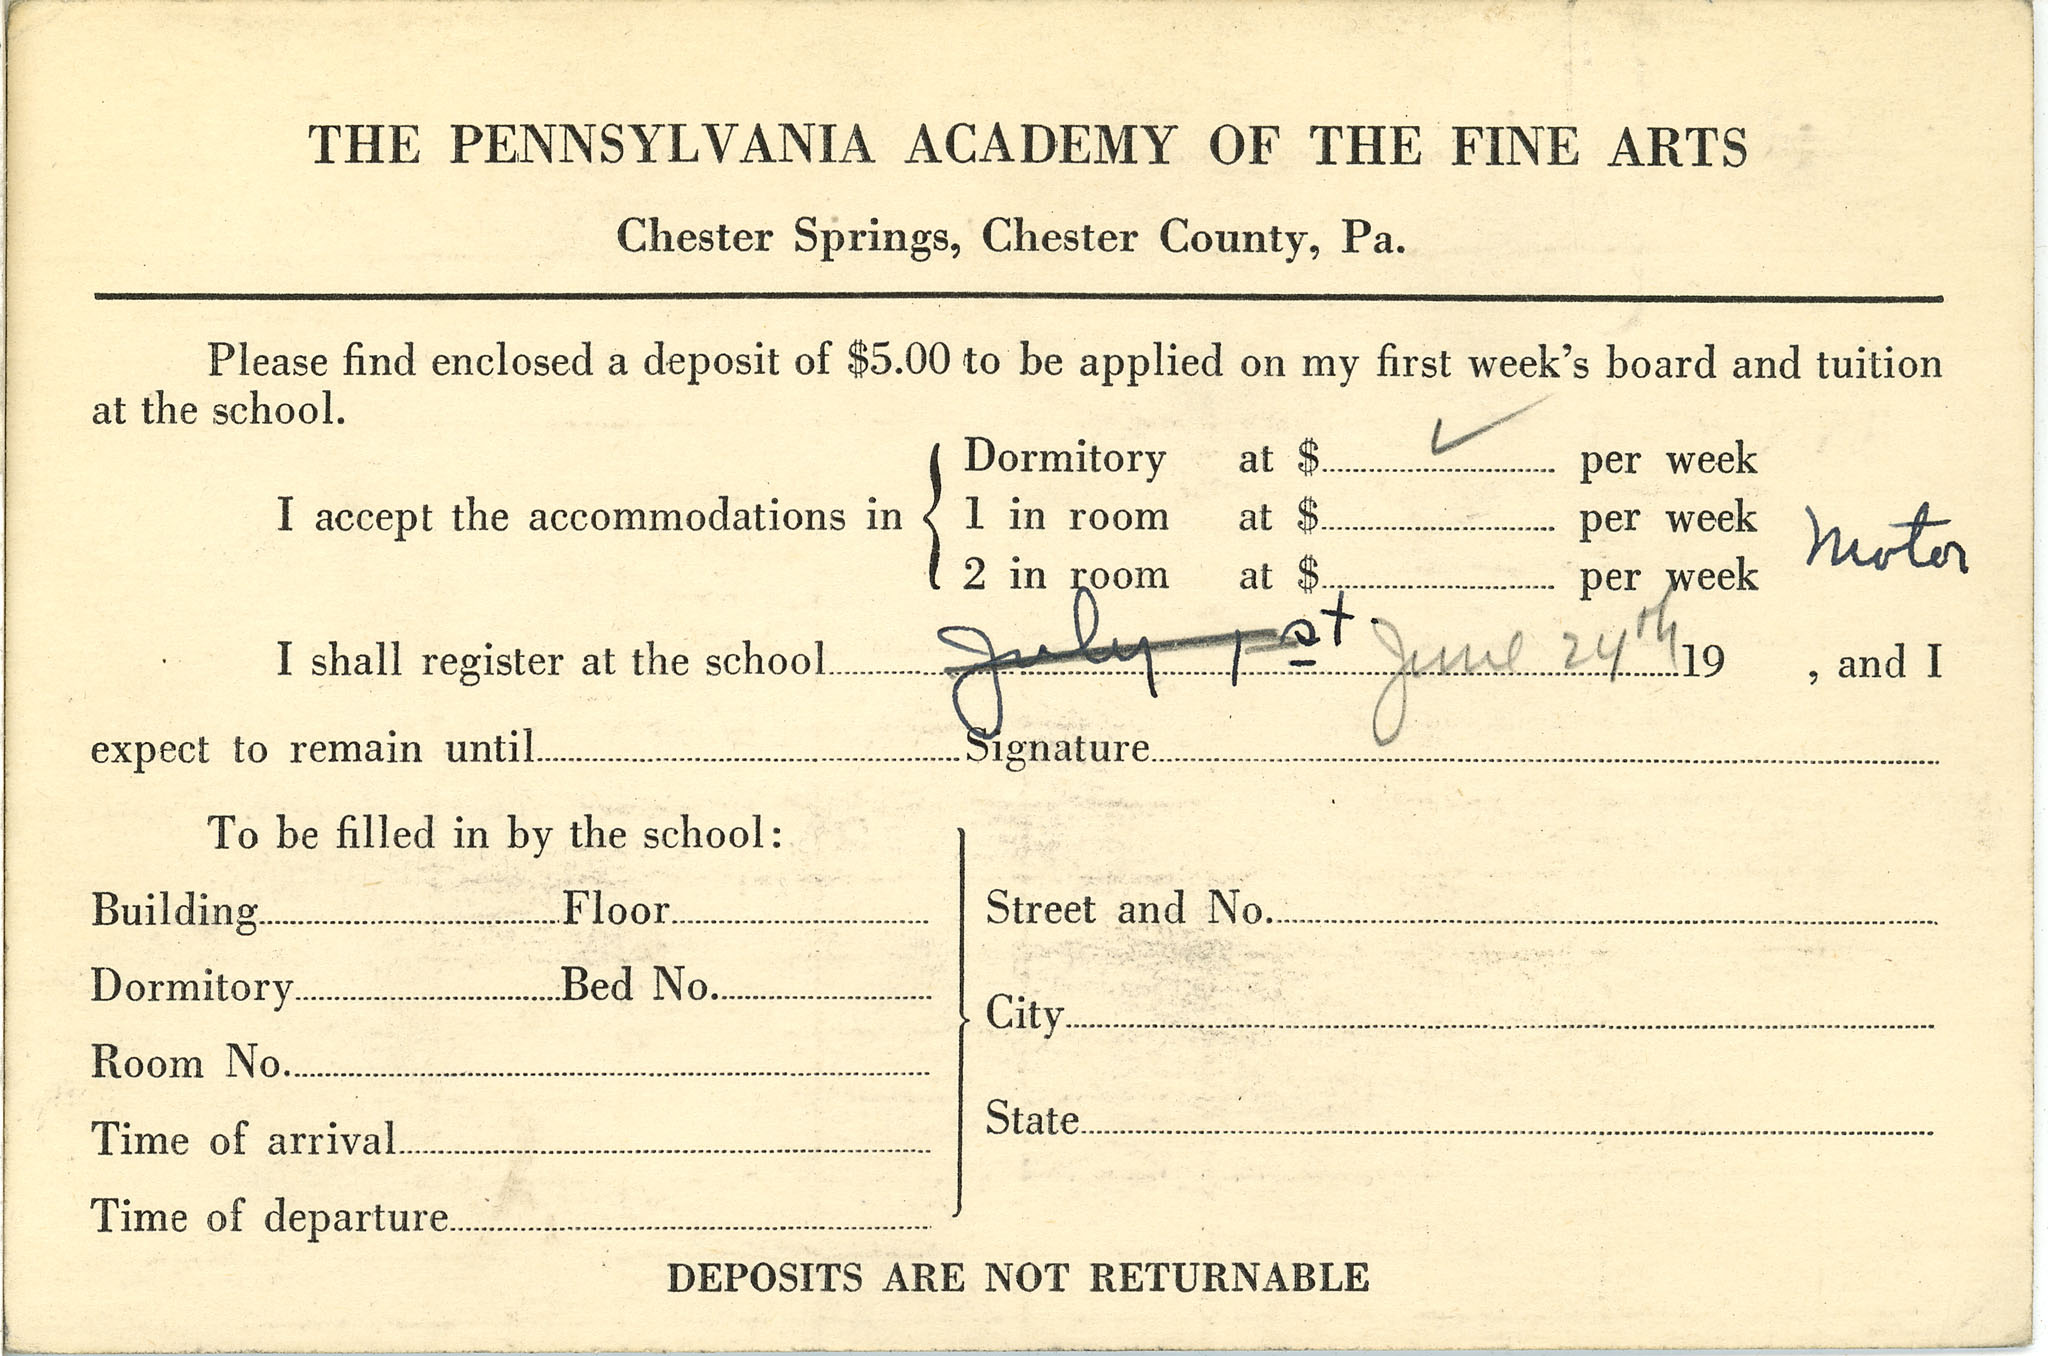 THE PENNSYLVANIA ACADEMY OF THE FINE ARTS
Chester Springs, Chester County, Pa.
Please find enclosed a deposit of $5.00 to be applied on my first week's board and tuition
at the school.
I accept the accommodations in
Dormitory at $ ✓ per week
1 in room at $ per week
2 in room at $ per week
Motor
I shall register at the school July 1st. June 24th 19 , and I
expect to remain until Signature
To be filled in by the school:
Building Floor
Dormitory Bed No.
Room No.
Time of arrival
Time of departure
Street and No.
City
State
DEPOSITS ARE NOT RETURNABLE